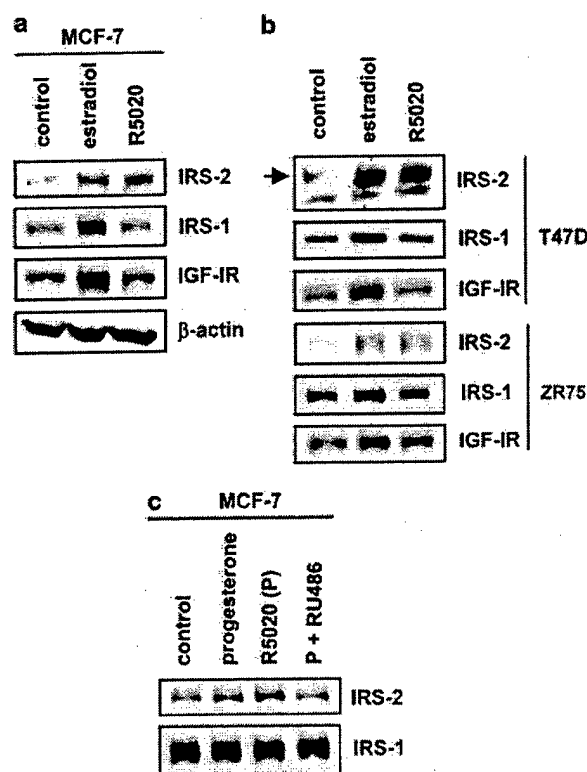 a
MCF-7
control
estradiol
R5020
IRS-2
IRS-1
IGF-IR
β-actin
b
control
estradiol
R5020
IRS-2
IRS-1
T47D
IGF-IR
IRS-2
IRS-1
ZR75
IGF-IR
c
MCF-7
control
progesterone
R5020 (P)
P + RU486
IRS-2
IRS-1